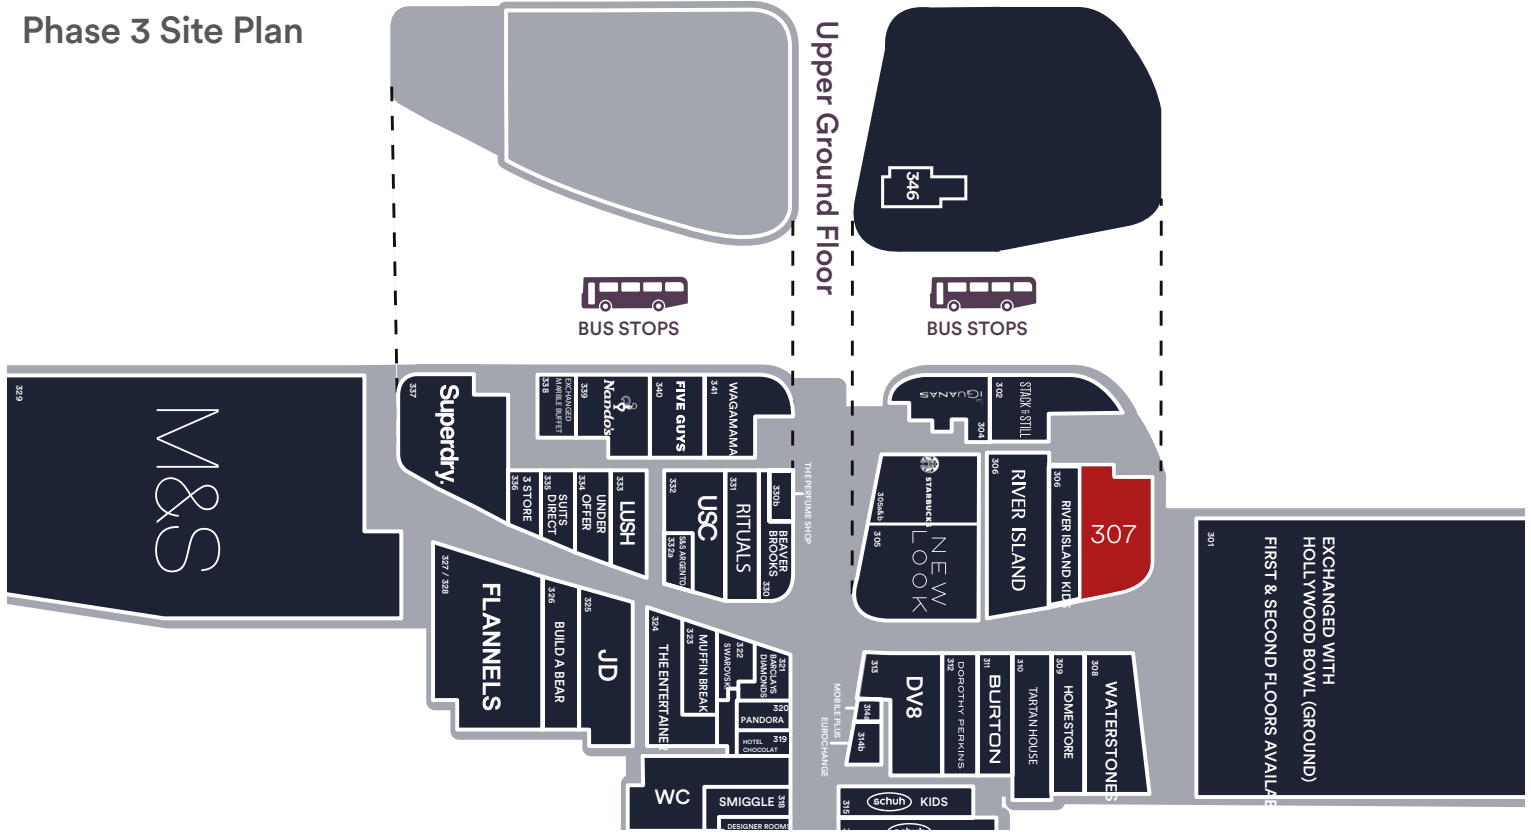 Phase 3 Site Plan
Upper Ground Floor
346
BUS STOPS
BUS STOPS
329
M&S
337
Superdry.
338
EXCHANGED
MARBLE BUFFET
339
Nando's
340
FIVE GUYS
341
WAGAMAMA
IGUANAS
304
302
STACK & STILL
336
3 STORE
335
SUITS
DIRECT
334
UNDER
OFFER
333
LUSH
332
USC
332a
S&S ARGENTO
331
RITUALS
330b
BEAVER
BROOKS
330
THE PERFUME SHOP
STARBUCKS
305a&b
305
NEW
LOOK
306
RIVER ISLAND
306
RIVER ISLAND KIDS
307
301
EXCHANGED WITH
HOLLYWOOD BOWL (GROUND)
FIRST & SECOND FLOORS AVAILAB
327 / 328
FLANNELS
326
BUILD A BEAR
325
JD
324
THE ENTERTAINER
323
MUFFIN BREAK
322
SWAROVSKI
321
BARCLAYS
DIAMONDS
320
PANDORA
319
HOTEL
CHOCOLAT
WC
SMIGGLE
318
DESIGNER ROOMS
313
DV8
314a
314b
MOBILE PLUS
EUROCHANGE
312
DOROTHY PERKINS
311
BURTON
310
TARTAN HOUSE
309
HOMESTORE
308
WATERSTONES
315
schuh KIDS
schuh